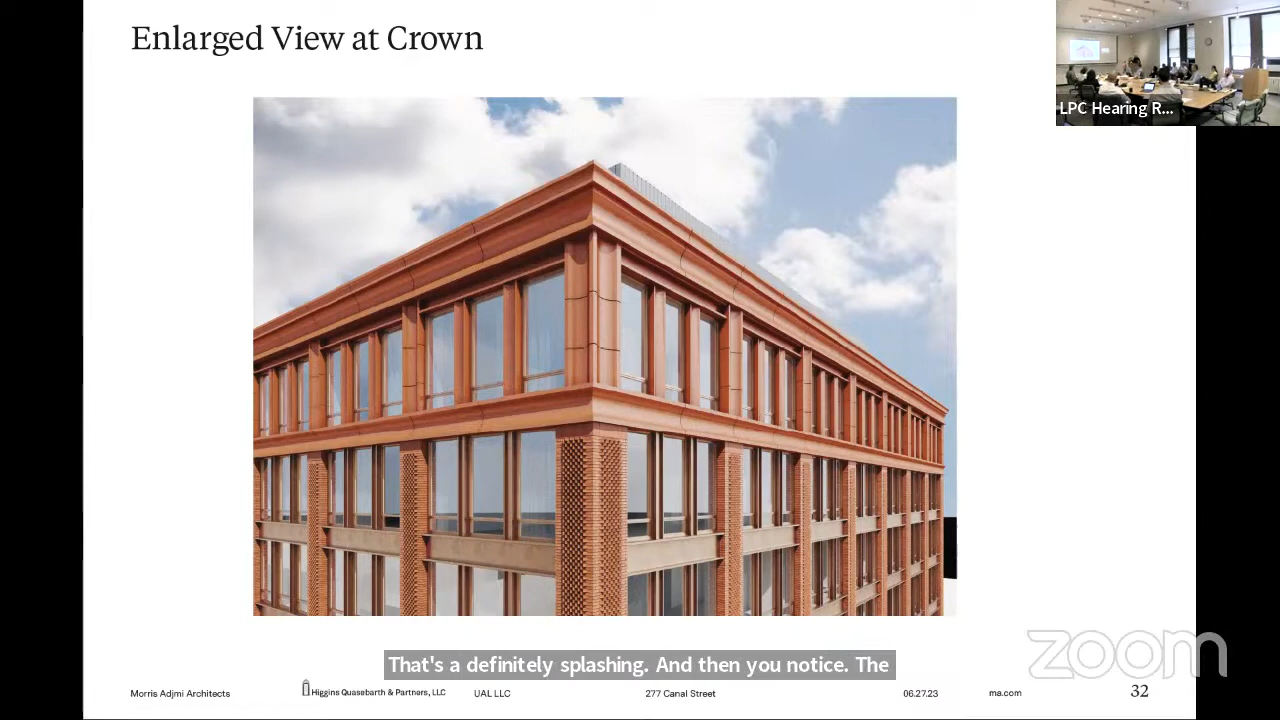 Enlarged View at Crown
LPC Hearing R...
That's a definitely splashing. And then you notice. The
zoom
Morris Adjmi Architects
Higgins Quasebarth & Partners, LLC
UAL LLC
277 Canal Street
06.27.23
ma.com
32